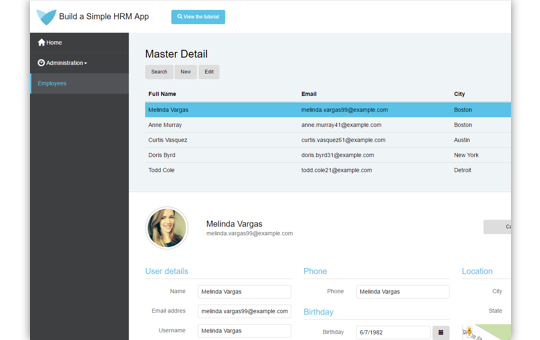 Build a Simple HRM App
View the tutorial
Home
Administration
Employees
Master Detail
Search New Edit
Full Name Email City
Melinda Vargas melinda.vargas99@example.com Boston
Anne Murray anne.murray41@example.com Boston
Curtis Vasquez curtis.vasquez51@example.com Austin
Doris Byrd doris.byrd31@example.com New York
Todd Cole todd.cole21@example.com Detroit
Melinda Vargas
melinda.vargas99@example.com
User details Phone Location
Name Melinda Vargas Phone Melinda Vargas City
Email addres melinda.vargas99@example.com Birthday State
Username Melinda Vargas Birthday 6/7/1982